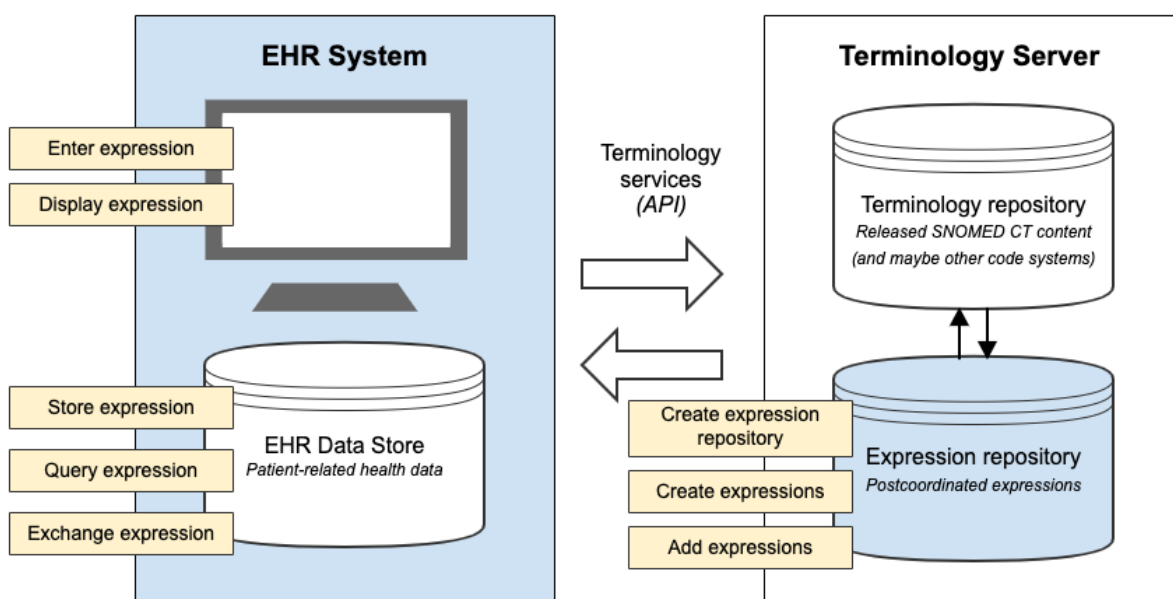 EHR System
Enter expression
Display expression
Store expression
Query expression
Exchange expression
EHR Data Store
Patient-related health data
Terminology
services
(API)
Terminology Server
Terminology repository
Released SNOMED CT content
(and maybe other code systems)
Create expression
repository
Create expressions
Add expressions
Expression repository
Postcoordinated expressions